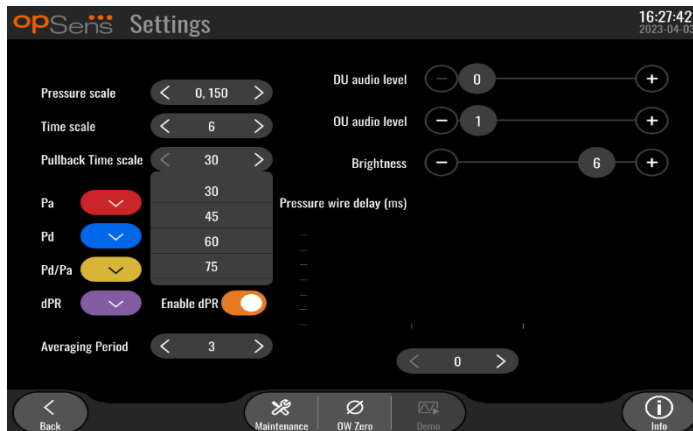 opSens Settings
16:27:42
2023-04-03
Pressure scale < 0, 150 >
DU audio level − 0 +
Time scale < 6 >
OU audio level − 1 +
Pullback Time scale < 30 >
Brightness − 6 +
30
45
60
75
Pa
Pressure wire delay (ms)
Pd
Pd/Pa
dPR
Enable dPR
Averaging Period < 3 >
< 0 >
Back
Maintenance
OW Zero
Demo
Info